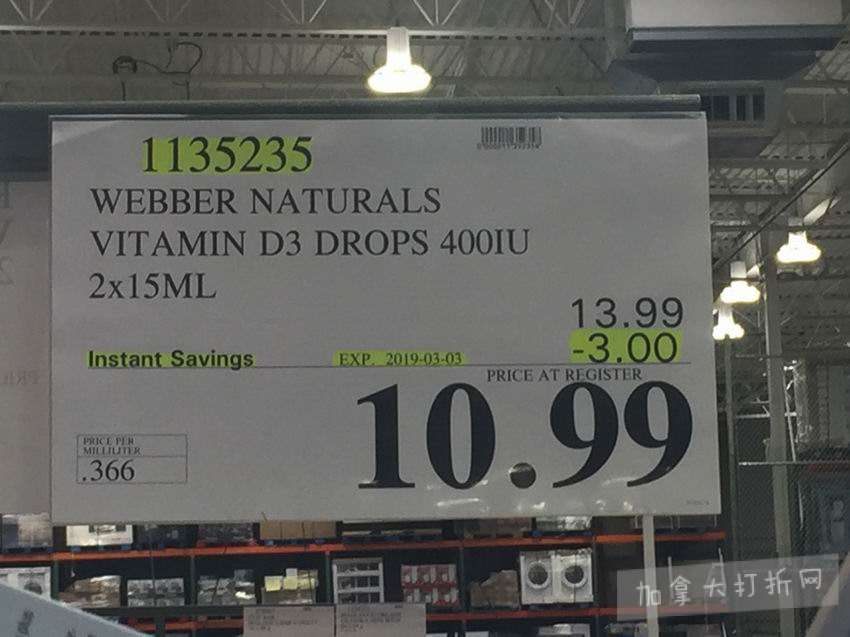 1135235
WEBBER NATURALS
VITAMIN D3 DROPS 400IU
2x15ML
13.99
Instant Savings EXP. 2019-03-03 -3.00
PRICE AT REGISTER
10.99
PRICE PER
MILLILITER
.366
加拿大打折网